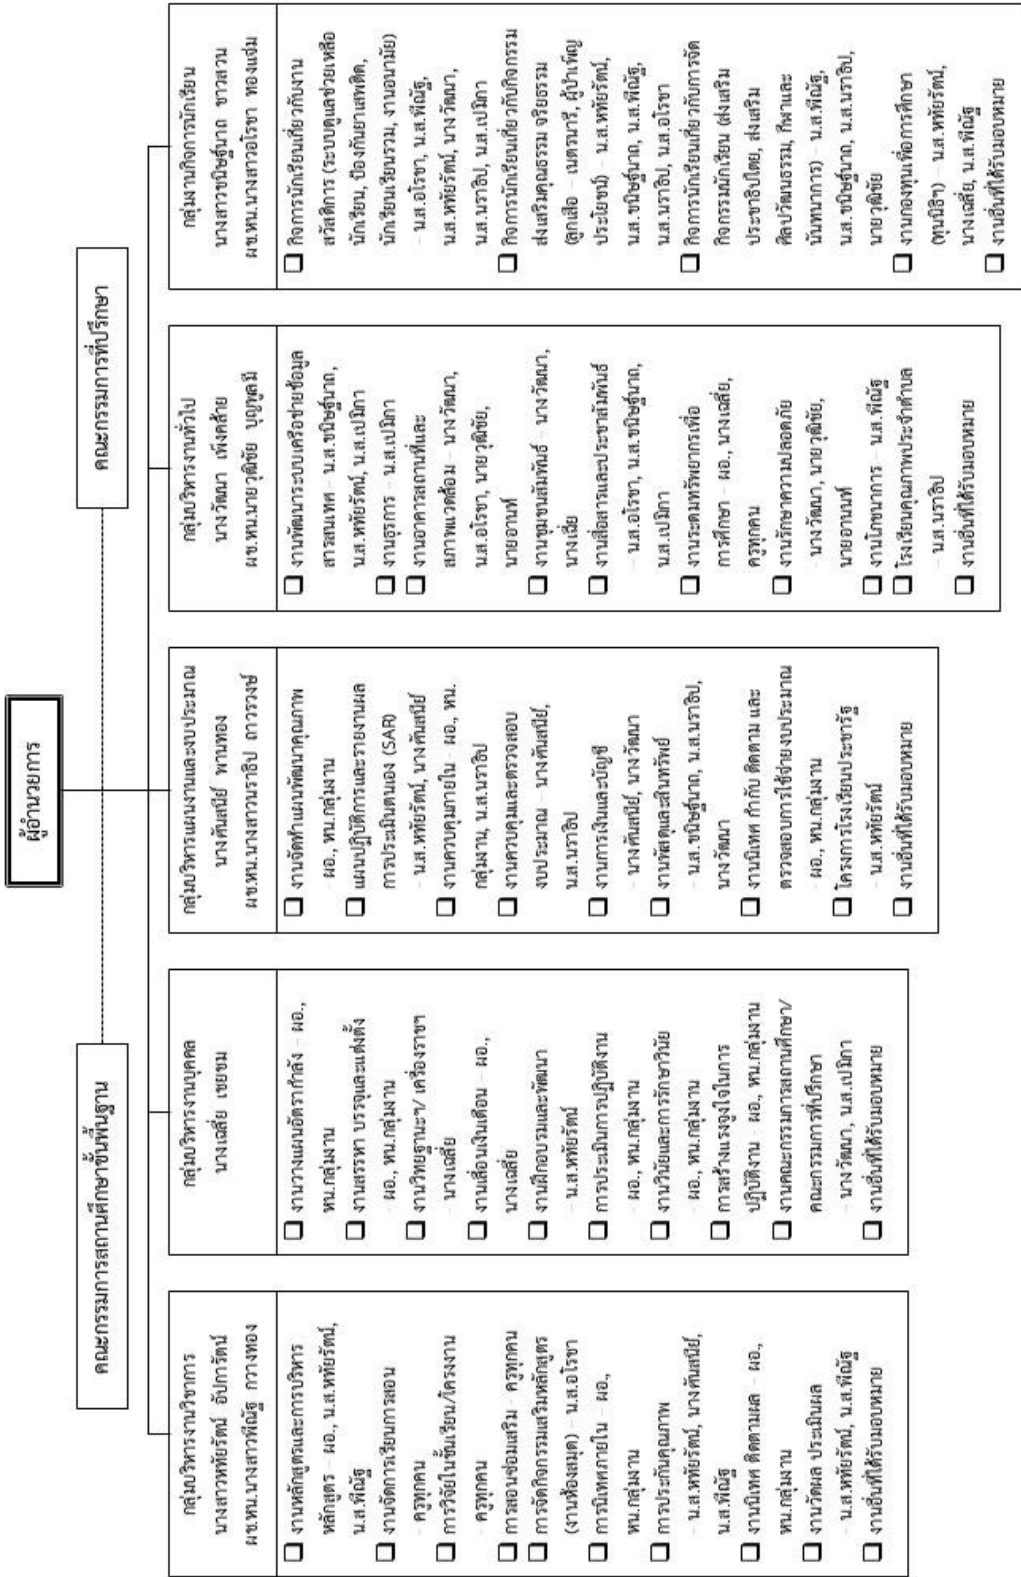 ผู้อำนวยการ
คณะกรรมการสถานศึกษาขั้นพื้นฐาน
คณะกรรมการที่ปรึกษา
กลุ่มบริหารงานวิชาการ
นางสาวหทัยรัตน์ อัปการัตน์
ผช.หน.นางสาวพีณัฐ กวางทอง
❑ งานหลักสูตรและการบริหาร
หลักสูตร - ผอ., น.ส.หทัยรัตน์,
น.ส.พีณัฐ
❑ งานจัดการเรียนการสอน
- ครูทุกคน
❑ การวิจัยในชั้นเรียน/โครงงาน
- ครูทุกคน
❑ การสอนซ่อมเสริม - ครูทุกคน
❑ การจัดกิจกรรมเสริมหลักสูตร
(งานห้องสมุด) - น.ส.อโรชา
❑ การนิเทศภายใน - ผอ.,
หน.กลุ่มงาน
❑ การประกันคุณภาพ
- น.ส.หทัยรัตน์, นางคันสนีย์,
น.ส.พีณัฐ
❑ งานนิเทศ ติดตามผล - ผอ.,
หน.กลุ่มงาน
❑ งานวัดผล ประเมินผล
- น.ส.หทัยรัตน์, น.ส.พีณัฐ
❑ งานอื่นที่ได้รับมอบหมาย
กลุ่มบริหารงานบุคคล
นางเฉลีย เชยชม
❑ งานวางแผนอัตรากำลัง - ผอ.,
หน.กลุ่มงาน
❑ งานสรรหา บรรจุและแต่งตั้ง
- ผอ., หน.กลุ่มงาน
❑ งานวิทยฐานะฯ/ เครื่องราชฯ
- นางเฉลีย
❑ งานเลื่อนเงินเดือน - ผอ.,
นางเฉลีย
❑ งานฝึกอบรมและพัฒนา
- น.ส.หทัยรัตน์
❑ การประเมินการปฏิบัติงาน
- ผอ., หน.กลุ่มงาน
❑ งานวินัยและการรักษาวินัย
- ผอ., หน.กลุ่มงาน
❑ การสร้างแรงจูงใจในการ
ปฏิบัติงาน - ผอ., หน.กลุ่มงาน
❑ งานคณะกรรมการสถานศึกษา/
คณะกรรมการที่ปรึกษา
- นางวัฒนา, น.ส.เปมิกา
❑ งานอื่นที่ได้รับมอบหมาย
กลุ่มบริหารแผนงานและงบประมาณ
นางคันสนีย์ พานทอง
ผช.หน.นางสาวนราธิป ถาวรวงษ์
❑ งานจัดทำแผนพัฒนาคุณภาพ
- ผอ., หน.กลุ่มงาน
❑ แผนปฏิบัติการและรายงานผล
การประเมินตนเอง (SAR)
- น.ส.หทัยรัตน์, นางคันสนีย์
❑ งานควบคุมภายใน ผอ., หน.
กลุ่มงาน, น.ส.นราธิป
❑ งานควบคุมและตรวจสอบ
งบประมาณ - นางคันสนีย์,
น.ส.นราธิป
❑ งานการเงินและบัญชี
- นางคันสนีย์, นางวัฒนา
❑ งานพัสดุและสินทรัพย์
- น.ส.ขนิษฐ์นาถ, น.ส.นราธิป,
นางวัฒนา
❑ งานนิเทศ กำกับ ติดตาม และ
ตรวจสอบการใช้จ่ายงบประมาณ
- ผอ., หน.กลุ่มงาน
❑ โครงการโรงเรียนประชารัฐ
- น.ส.หทัยรัตน์
❑ งานอื่นที่ได้รับมอบหมาย
กลุ่มบริหารงานทั่วไป
นางวัฒนา เพ็งคล้าย
ผช.หน.นายวุฒิชัย บุญพูลมี
❑ งานพัฒนาระบบเครือข่ายข้อมูล
สารสนเทศ - น.ส.ขนิษฐ์นาถ,
น.ส.หทัยรัตน์, น.ส.เปมิกา
❑ งานธุรการ - น.ส.เปมิกา
❑ งานอาคารสถานที่และ
สภาพแวดล้อม - นางวัฒนา,
น.ส.อโรชา, นายวุฒิชัย,
นายอานนท์
❑ งานชุมชนสัมพันธ์ - นางวัฒนา,
นางเฉีย
❑ งานสื่อสารและประชาสัมพันธ์
- น.ส.อโรชา, น.ส.ขนิษฐ์นาถ,
น.ส.เปมิกา
❑ งานระดมทรัพยากรเพื่อ
การศึกษา - ผอ., นางเฉลีย,
ครูทุกคน
❑ งานรักษาความปลอดภัย
- นางวัฒนา, นายวุฒิชัย,
นายอานนท์
❑ งานโภชนาการ - น.ส.พีณัฐ
❑ โรงเรียนคุณภาพประจำตำบล
- น.ส.นราธิป
❑ งานอื่นที่ได้รับมอบหมาย
กลุ่มงานกิจการนักเรียน
นางสาวขนิษฐ์นาถ ขาวสวน
ผช.หน.นางสาวอโรชา ทองแจ่ม
❑ กิจการนักเรียนเกี่ยวกับงาน
สวัสดิการ (ระบบดูแลช่วยเหลือ
นักเรียน, ป้องกันยาเสพติด,
นักเรียนเรียนรวม, งานอนามัย)
- น.ส.อโรชา, น.ส.พีณัฐ,
น.ส.หทัยรัตน์, นางวัฒนา,
น.ส.นราธิป, น.ส.เปมิกา
❑ กิจการนักเรียนเกี่ยวกับกิจกรรม
ส่งเสริมคุณธรรม จริยธรรม
(ลูกเสือ - เนตรนารี, ผู้บำเพ็ญ
ประโยชน์) - น.ส.หทัยรัตน์,
น.ส.ขนิษฐ์นาถ, น.ส.พีณัฐ,
น.ส.นราธิป, น.ส.อโรชา
❑ กิจการนักเรียนเกี่ยวกับการจัด
กิจกรรมนักเรียน (ส่งเสริม
ประชาธิปไตย, ส่งเสริม
ศิลปวัฒนธรรม, กีฬาและ
นันทนาการ) - น.ส.พีณัฐ,
น.ส.ขนิษฐ์นาถ, น.ส.นราธิป,
นายวุฒิชัย
❑ งานกองทุนเพื่อการศึกษา
(ทุนนิธิฯ) - น.ส.หทัยรัตน์,
นางเฉลีย, น.ส.พีณัฐ
❑ งานอื่นที่ได้รับมอบหมาย